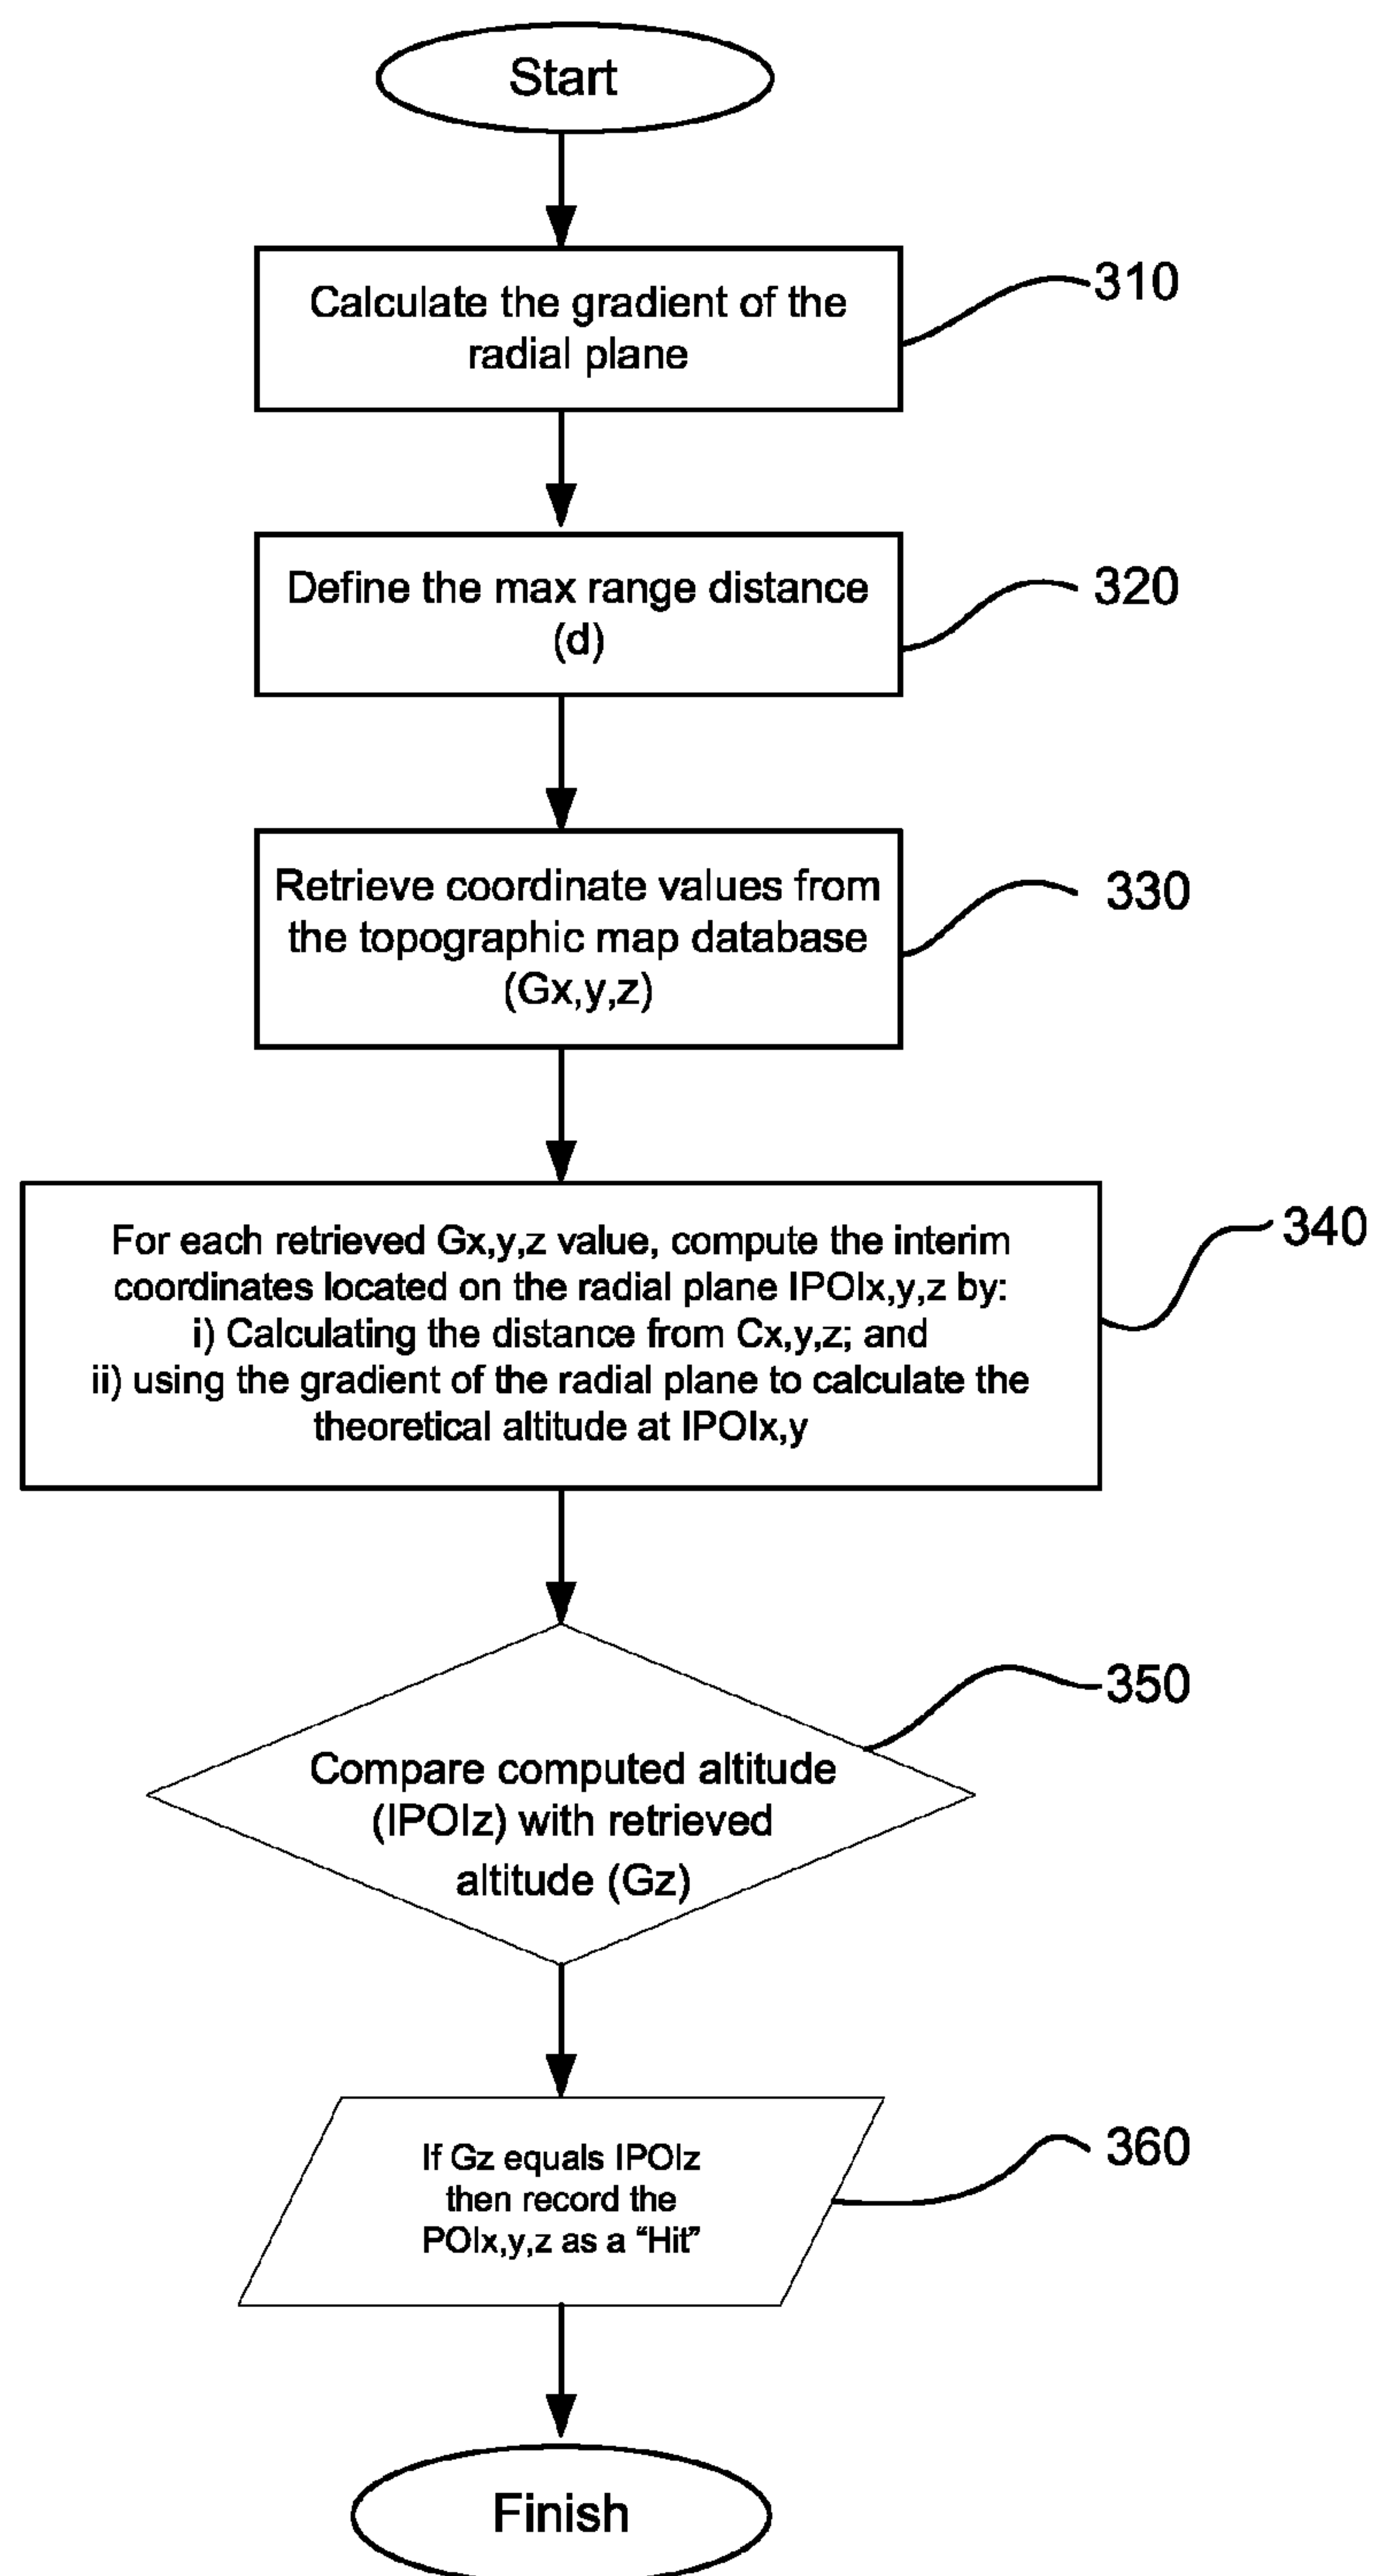 Start
Calculate the gradient of the
radial plane
310
Define the max range distance
(d)
320
Retrieve coordinate values from
the topographic map database
(Gx,y,z)
330
For each retrieved Gx,y,z value, compute the interim
coordinates located on the radial plane IPOIx,y,z by:
i) Calculating the distance from Cx,y,z; and
ii) using the gradient of the radial plane to calculate the
theoretical altitude at IPOIx,y
340
Compare computed altitude
(IPOIz) with retrieved
altitude (Gz)
350
If Gz equals IPOIz
then record the
POIx,y,z as a “Hit”
360
Finish